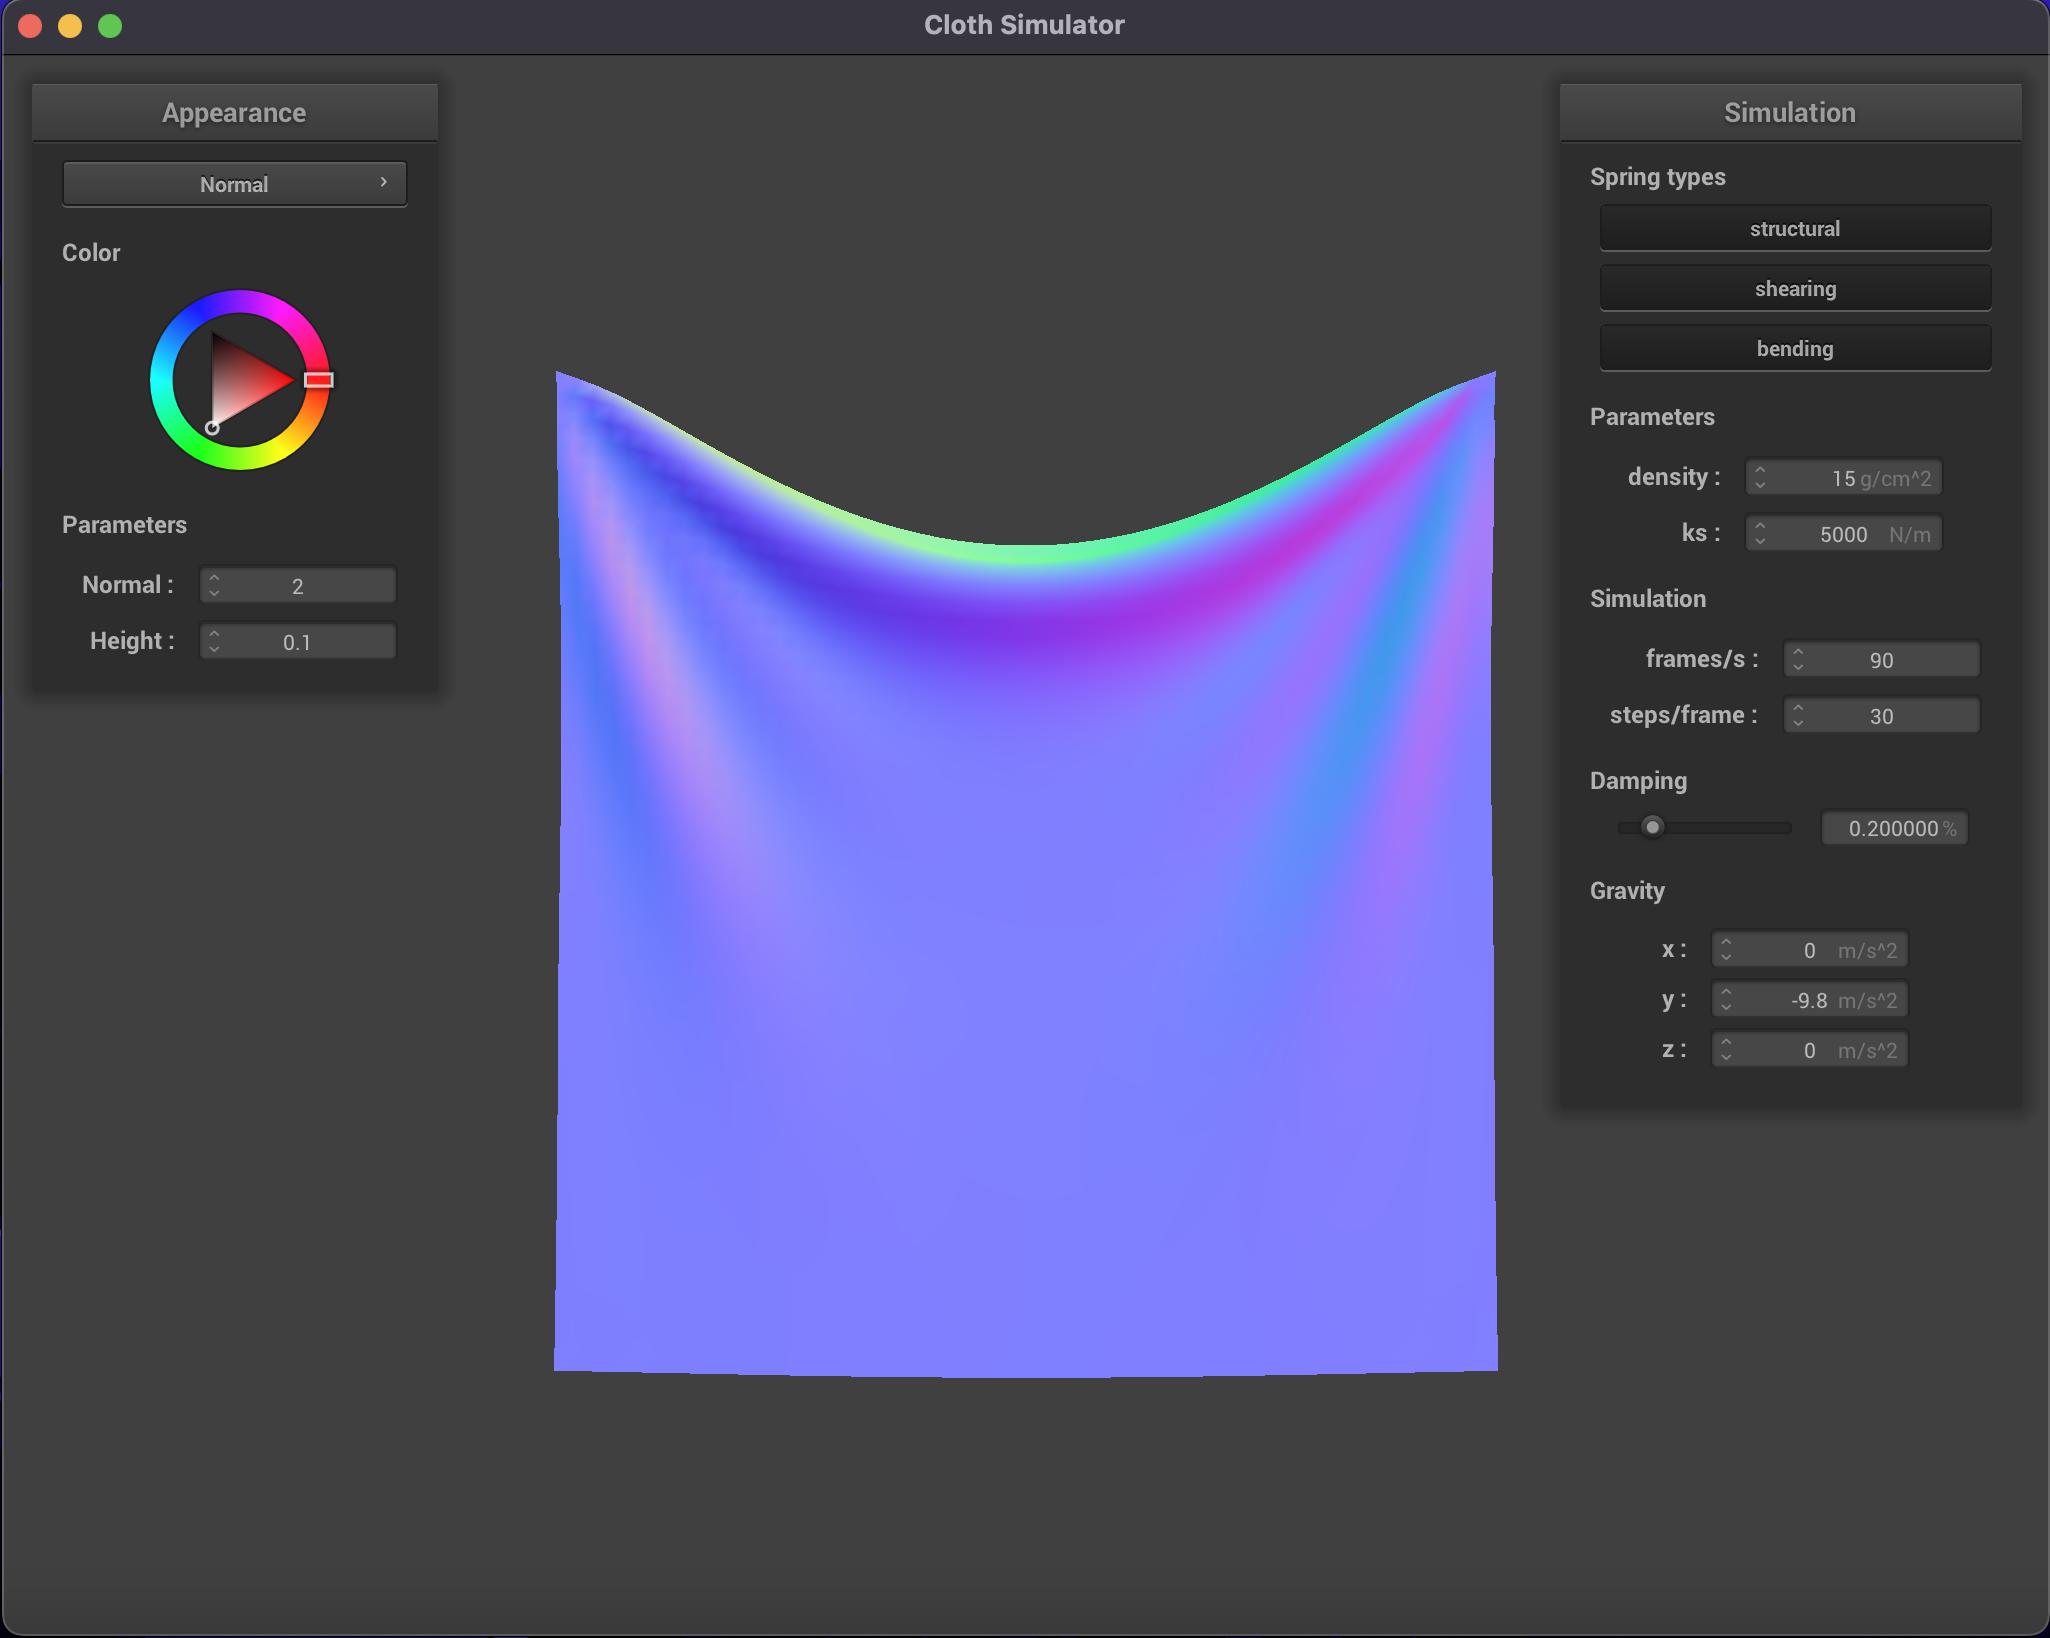 Cloth Simulator
Appearance
Normal
Color
Parameters
Normal : 2
Height : 0.1
Simulation
Spring types
structural
shearing
bending
Parameters
density : 15 g/cm^2
ks : 5000 N/m
Simulation
frames/s : 90
steps/frame : 30
Damping
0.200000 %
Gravity
x : 0 m/s^2
y : -9.8 m/s^2
z : 0 m/s^2